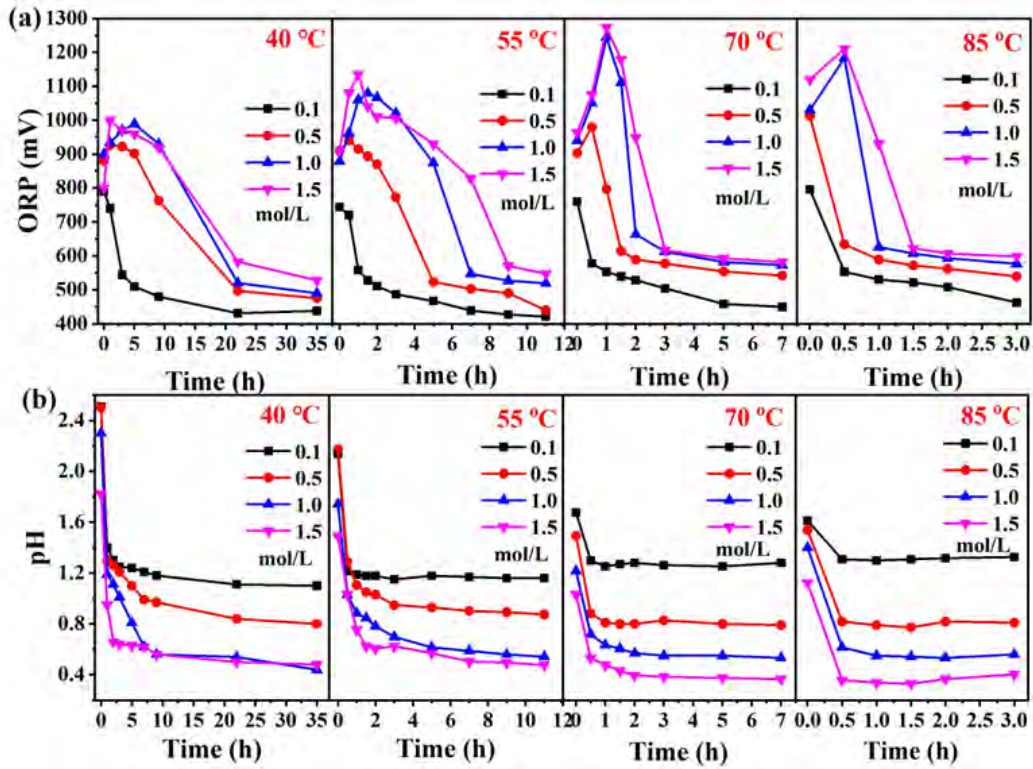 (a)
1300
1200
1100
1000
900
800
700
600
500
400
ORP (mV)
40 °C
0.1
0.5
1.0
1.5
mol/L
0 5 10 15 20 25 30 35
Time (h)
55 °C
0.1
0.5
1.0
1.5
mol/L
0 2 4 6 8 10 12
Time (h)
70 °C
0.1
0.5
1.0
1.5
mol/L
0 1 2 3 4 5 6 7
Time (h)
85 °C
0.1
0.5
1.0
1.5
mol/L
0.0 0.5 1.0 1.5 2.0 2.5 3.0
Time (h)
(b)
2.4
2.0
1.6
1.2
0.8
0.4
pH
40 °C
0.1
0.5
1.0
1.5
mol/L
0 5 10 15 20 25 30 35
Time (h)
55 °C
0.1
0.5
1.0
1.5
mol/L
0 2 4 6 8 10 12
Time (h)
70 °C
0.1
0.5
1.0
1.5
mol/L
0 1 2 3 4 5 6 7
Time (h)
85 °C
0.1
0.5
1.0
1.5
mol/L
0.0 0.5 1.0 1.5 2.0 2.5 3.0
Time (h)